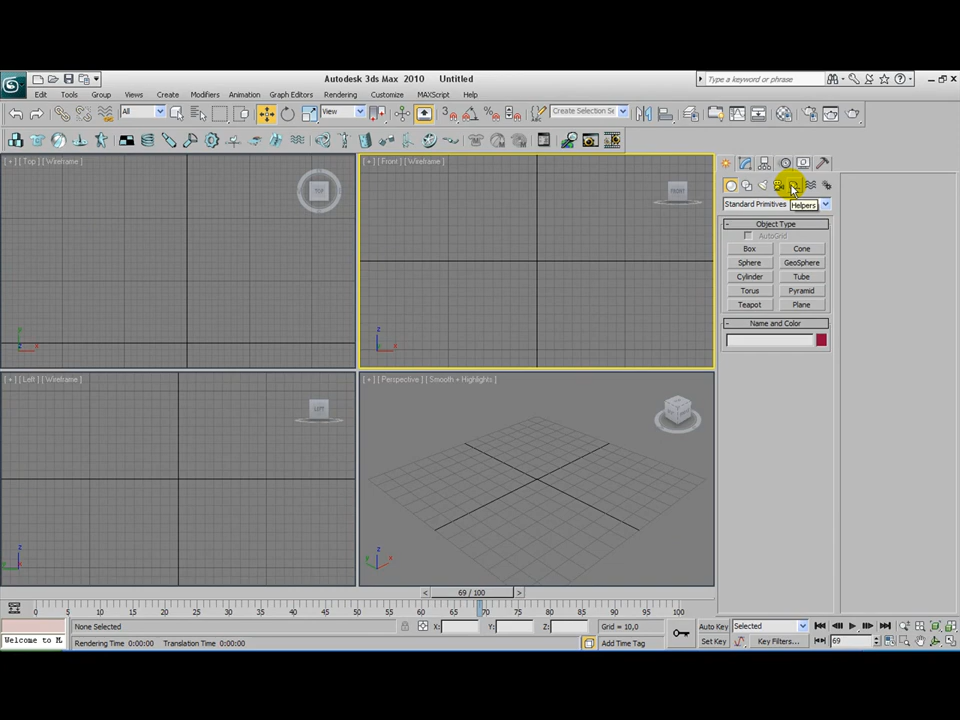 Autodesk 3ds Max 2010 Untitled
Type a keyword or phrase
Edit Tools Group Views Create Modifiers Animation Graph Editors Rendering Customize MAXScript Help
All View Create Selection Se
[ + ] [ Top ] [ Wireframe ]
TOP
[ + ] [ Front ] [ Wireframe ]
FRONT
Standard Primitives
Helpers
Object Type
AutoGrid
Box Cone
Sphere GeoSphere
Cylinder Tube
Torus Pyramid
Teapot Plane
Name and Color
[ + ] [ Left ] [ Wireframe ]
LEFT
[ + ] [ Perspective ] [ Smooth + Highlights ]
< 69 / 100 >
0 5 10 15 20 25 30 35 40 45 50 55 60 65 70 75 80 85 90 95 100
None Selected X: Y: Z: Grid = 10,0 Auto Key Selected
Welcome to M. Rendering Time 0:00:00 Translation Time 0:00:00 Add Time Tag Set Key Key Filters... 69